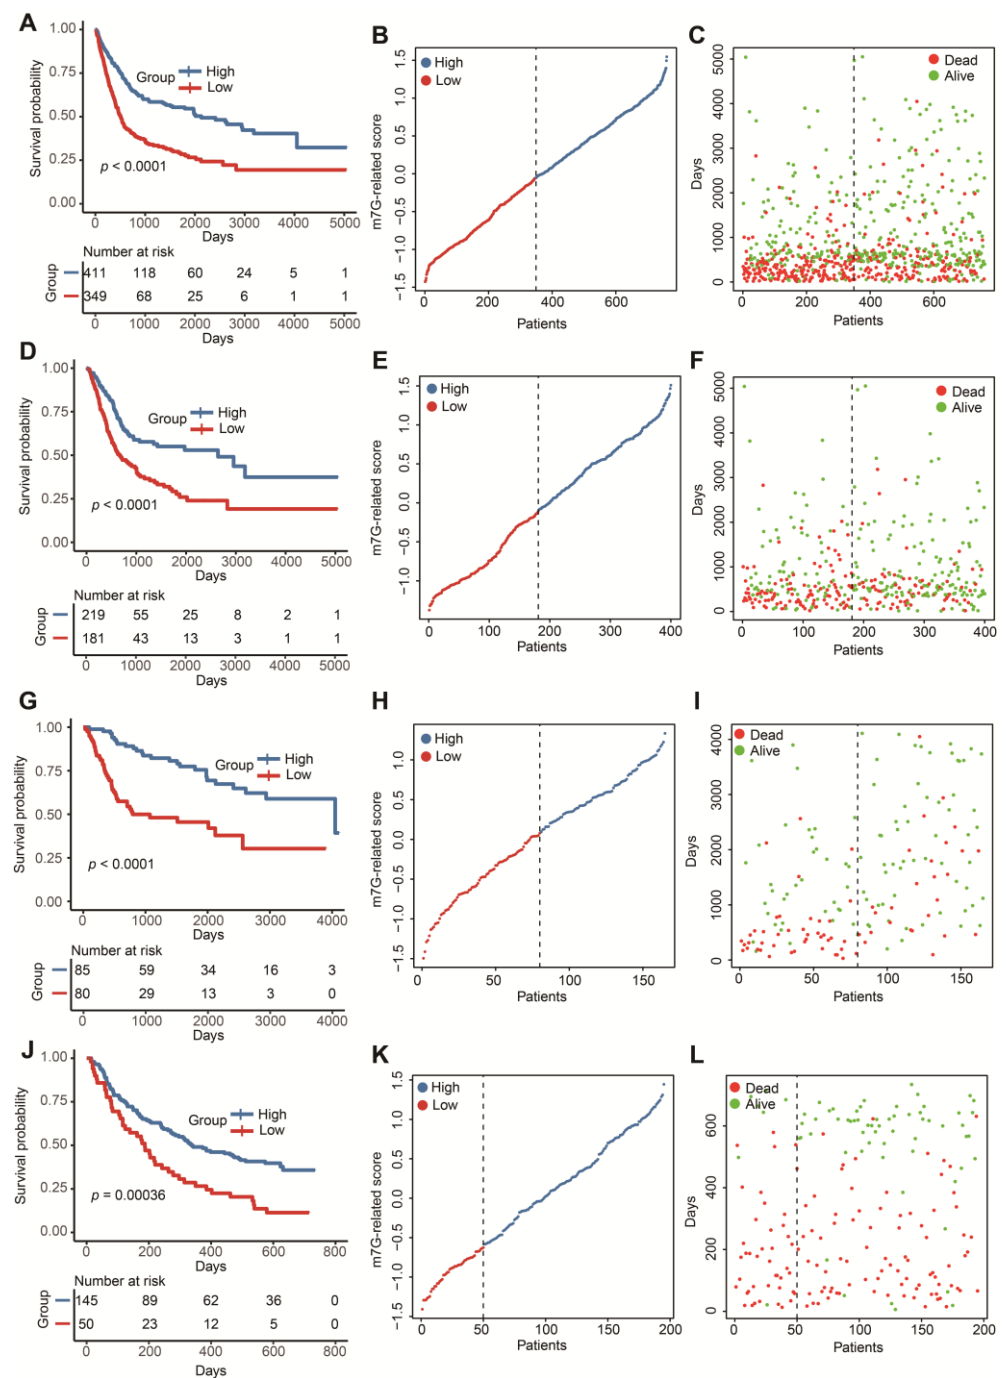 A
Survival probability
1.00
0.75
0.50
0.25
0.00
Group High
Low
p < 0.0001
0 1000 2000 3000 4000 5000
Days
Number at risk
Group
411 118 60 24 5 1
349 68 25 6 1 1
0 1000 2000 3000 4000 5000
Days
B
High
Low
m7G-related score
1.5
1.0
0.5
0.0
−0.5
−1.0
−1.5
0 200 400 600
Patients
C
Dead
Alive
Days
5000
4000
3000
2000
1000
0
0 200 400 600
Patients
D
Survival probability
1.00
0.75
0.50
0.25
0.00
Group High
Low
p < 0.0001
0 1000 2000 3000 4000 5000
Days
Number at risk
Group
219 55 25 8 2 1
181 43 13 3 1 1
0 1000 2000 3000 4000 5000
Days
E
High
Low
m7G-related score
1.5
1.0
0.5
0.0
−0.5
−1.0
0 100 200 300 400
Patients
F
Dead
Alive
Days
5000
4000
3000
2000
1000
0
0 100 200 300 400
Patients
G
Survival probability
1.00
0.75
0.50
0.25
0.00
Group High
Low
p < 0.0001
0 1000 2000 3000 4000
Days
Number at risk
Group
85 59 34 16 3
80 29 13 3 0
0 1000 2000 3000 4000
Days
H
High
Low
m7G-related score
1.0
0.5
0.0
−0.5
−1.0
−1.5
0 50 100 150
Patients
I
Dead
Alive
Days
4000
3000
2000
1000
0
0 50 100 150
Patients
J
Survival probability
1.00
0.75
0.50
0.25
0.00
Group High
Low
p = 0.00036
0 200 400 600 800
Days
Number at risk
Group
145 89 62 36 0
50 23 12 5 0
0 200 400 600 800
Days
K
High
Low
m7G-related score
1.5
1.0
0.5
0.0
−0.5
−1.0
−1.5
0 50 100 150 200
Patients
L
Dead
Alive
Days
600
400
200
0
0 50 100 150 200
Patients